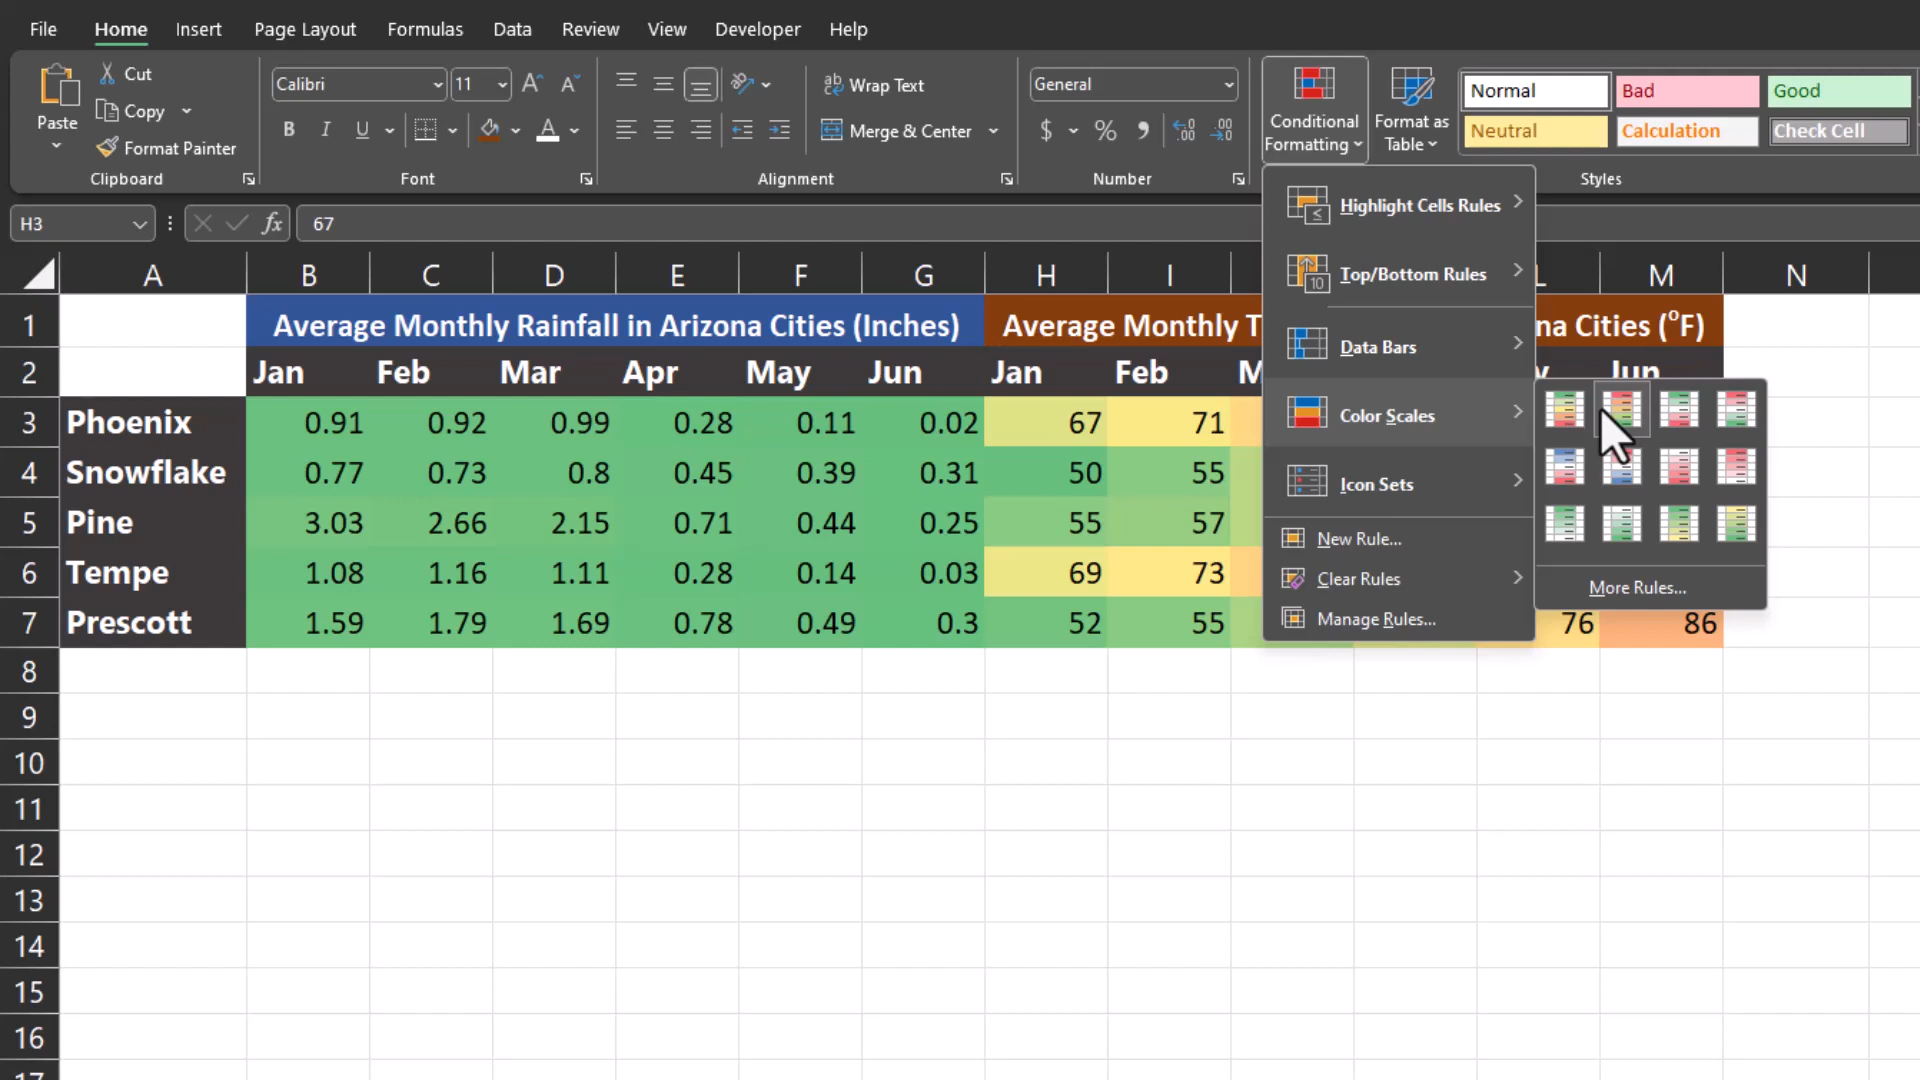 File Home Insert Page Layout Formulas Data Review View Developer Help
Paste
Cut
Copy
Format Painter
Clipboard
Calibri 11
B I U A
Font
ab Wrap Text
Merge & Center
Alignment
General
$ % 9 .00 .00
Number
Conditional Formatting
Format as Table
Normal Bad Good
Neutral Calculation Check Cell
Styles
H3 fx 67
A B C D E F G H I L M N
1 Average Monthly Rainfall in Arizona Cities (Inches) Average Monthly T na Cities (°F)
2 Jan Feb Mar Apr May Jun Jan Feb M
3 Phoenix 0.91 0.92 0.99 0.28 0.11 0.02 67 71
4 Snowflake 0.77 0.73 0.8 0.45 0.39 0.31 50 55
5 Pine 3.03 2.66 2.15 0.71 0.44 0.25 55 57
6 Tempe 1.08 1.16 1.11 0.28 0.14 0.03 69 73
7 Prescott 1.59 1.79 1.69 0.78 0.49 0.3 52 55 76 86
8
9
10
11
12
13
14
15
16
17
Highlight Cells Rules
Top/Bottom Rules
Data Bars
Color Scales
Icon Sets
New Rule...
Clear Rules
Manage Rules...
More Rules...